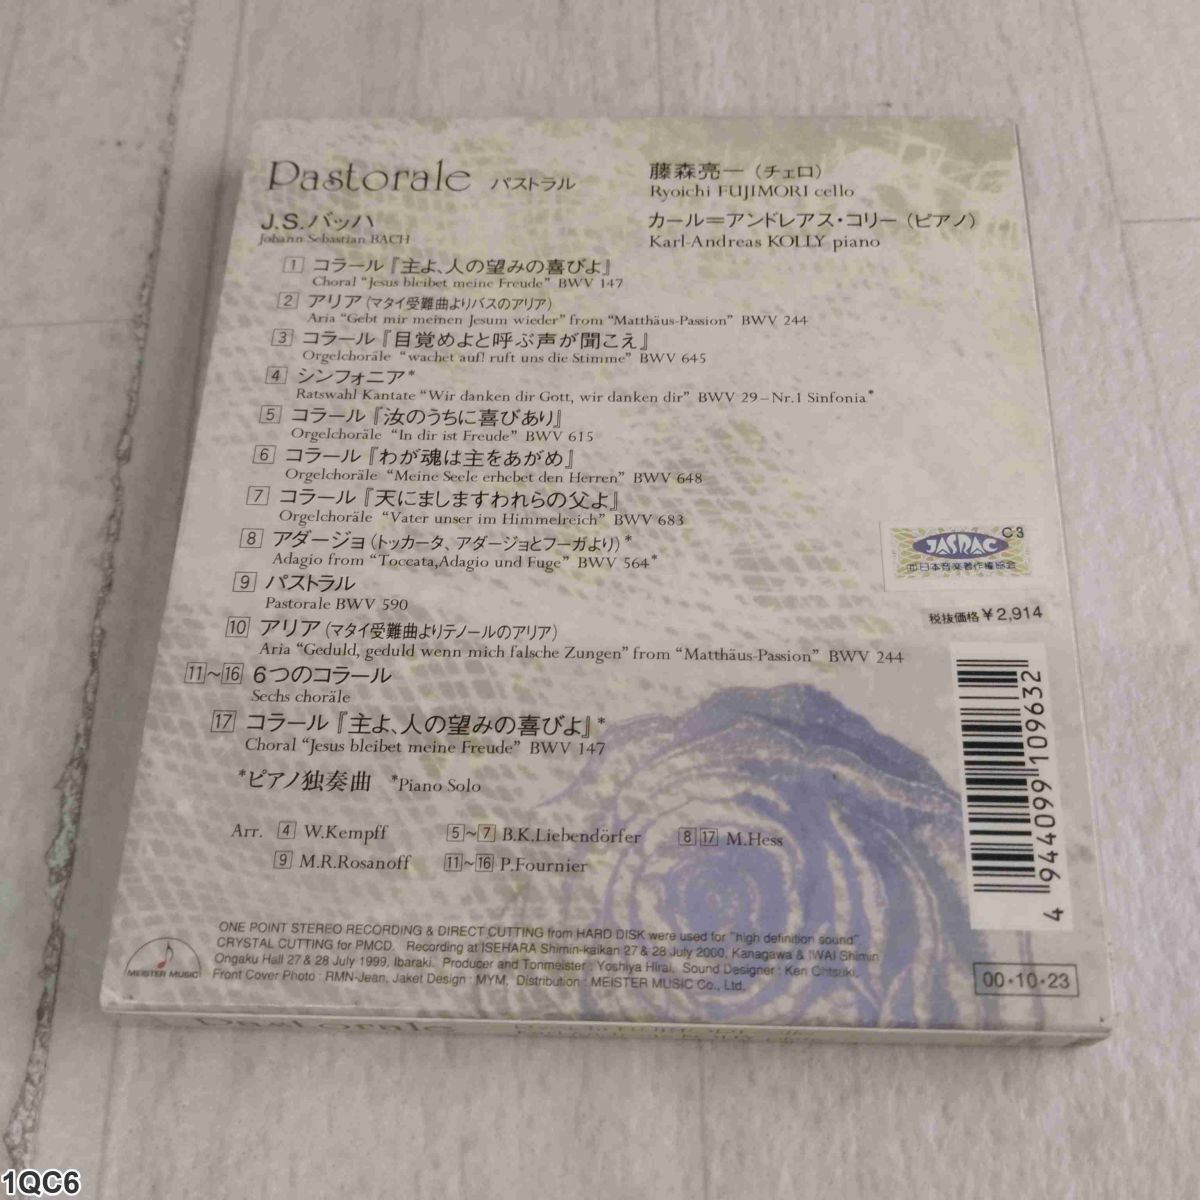 Pastorale パストラル
藤森亮一（チェロ）
Ryoichi FUJIMORI cello
カール＝アンドレアス・コリー（ピアノ）
Karl-Andreas KOLLY piano
J.S.バッハ
Johann Sebastian BACH
1 コラール『主よ、人の望みの喜びよ』
Choral “Jesus bleibet meine Freude” BWV 147
2 アリア（マタイ受難曲よりバスのアリア）
Aria “Gebt mir meinen Jesum wieder” from “Matthäus-Passion” BWV 244
3 コラール『目覚めよと呼ぶ声が聞こえ』
Orgelchoräle “wachet auf! ruft uns die Stimme” BWV 645
4 シンフォニア*
Ratswahl Kantate “Wir danken dir Gott, wir danken dir” BWV 29–Nr.1 Sinfonia*
5 コラール『汝のうちに喜びあり』
Orgelchoräle “In dir ist Freude” BWV 615
6 コラール『わが魂は主をあがめ』
Orgelchoräle “Meine Seele erhebet den Herren” BWV 648
7 コラール『天にましますわれらの父よ』
Orgelchoräle “Vater unser im Himmelreich” BWV 683
8 アダージョ（トッカータ、アダージョとフーガより）*
Adagio from “Toccata,Adagio und Fuge” BWV 564*
9 パストラル
Pastorale BWV 590
10 アリア（マタイ受難曲よりテノールのアリア）
Aria “Geduld, geduld wenn mich falsche Zungen” from “Matthäus-Passion” BWV 244
11～16 6つのコラール
Sechs choräle
17 コラール『主よ、人の望みの喜びよ』*
Choral “Jesus bleibet meine Freude” BWV 147
*ピアノ独奏曲 *Piano Solo
Arr. 4 W.Kempff 5～7 B.K.Liebendörfer 8 17 M.Hess
9 M.R.Rosanoff 11～16 P.Fournier
C3
JASRAC
日本音楽著作権協会
税抜価格￥2,914
4944099109632
ONE POINT STEREO RECORDING & DIRECT CUTTING from HARD DISK were used for "high definition sound".
CRYSTAL CUTTING for PMCD. Recording at ISEHARA Shimin-kaikan 27 & 28 July 2000, Kanagawa & IWAI Shimin
Ongaku Hall 27 & 28 July 1999, Ibaraki. Producer and Tonmeister : Yoshiya Hirai, Sound Designer : Ken Ohtsuki,
Front Cover Photo : RMN-Jean, Jaket Design : MYM, Distribution : MEISTER MUSIC Co., Ltd.
MEISTER MUSIC
00・10・23
Pastorale
1QC6